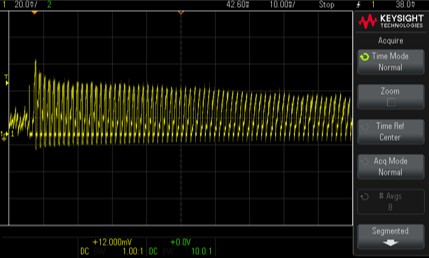 1 20.0V/ 2 42.60s 10.00s/ Stop 1 38.0V
KEYSIGHT
TECHNOLOGIES
Acquire
Time Mode
Normal
Zoom
Time Ref
Center
Acq Mode
Normal
# Avgs
8
Segmented
+12.000mV +0.0V
DC 1.00:1 DC 10.0:1